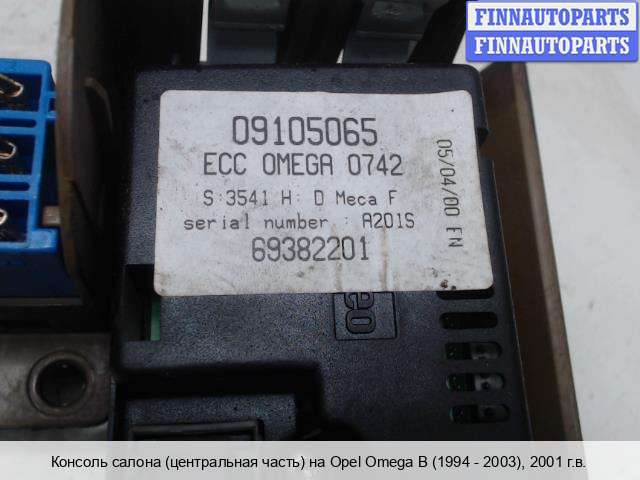 FINNAUTOPARTS
FINNAUTOPARTS
09105065
ECC OMEGA 0742
S:3541 H: D Meca F
serial number : A201S
69382201
05/04/00 FN
eo
Консоль салона (центральная часть) на Opel Omega B (1994 - 2003), 2001 г.в.